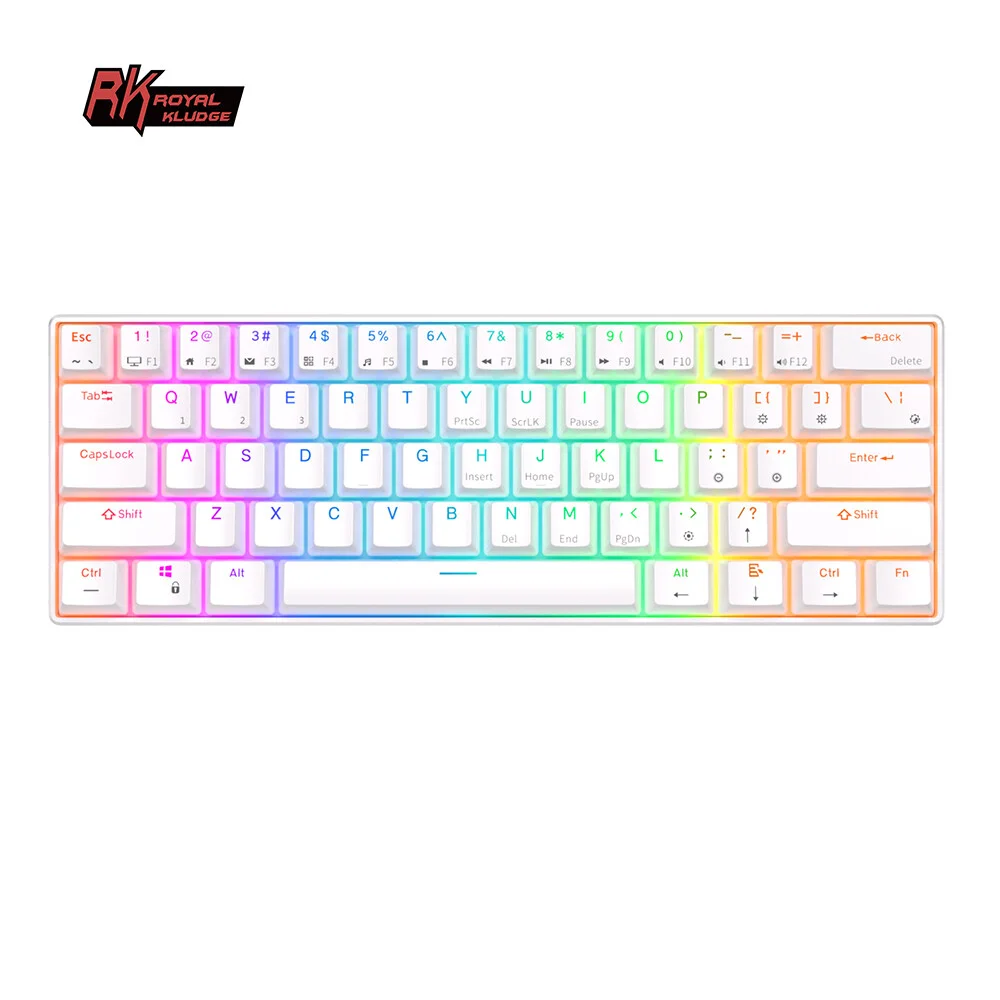 RK ROYAL
KLUDGE
Esc 1! 2@ 3# 4$ 5% 6^ 7& 8* 9( 0) -_ =+ ←Back
~ ` F1 F2 F3 F4 F5 F6 F7 F8 F9 F10 F11 F12 Delete
Tab Q W E R T Y U I O P [{ ]} \|
1 2 3 PrtSc ScrLK Pause
CapsLock A S D F G H J K L ;: '" Enter
Insert Home PgUp
Shift Z X C V B N M ,< .> /? Shift
Del End PgDn ↑
Ctrl Alt Alt Ctrl Fn
← ↓ →